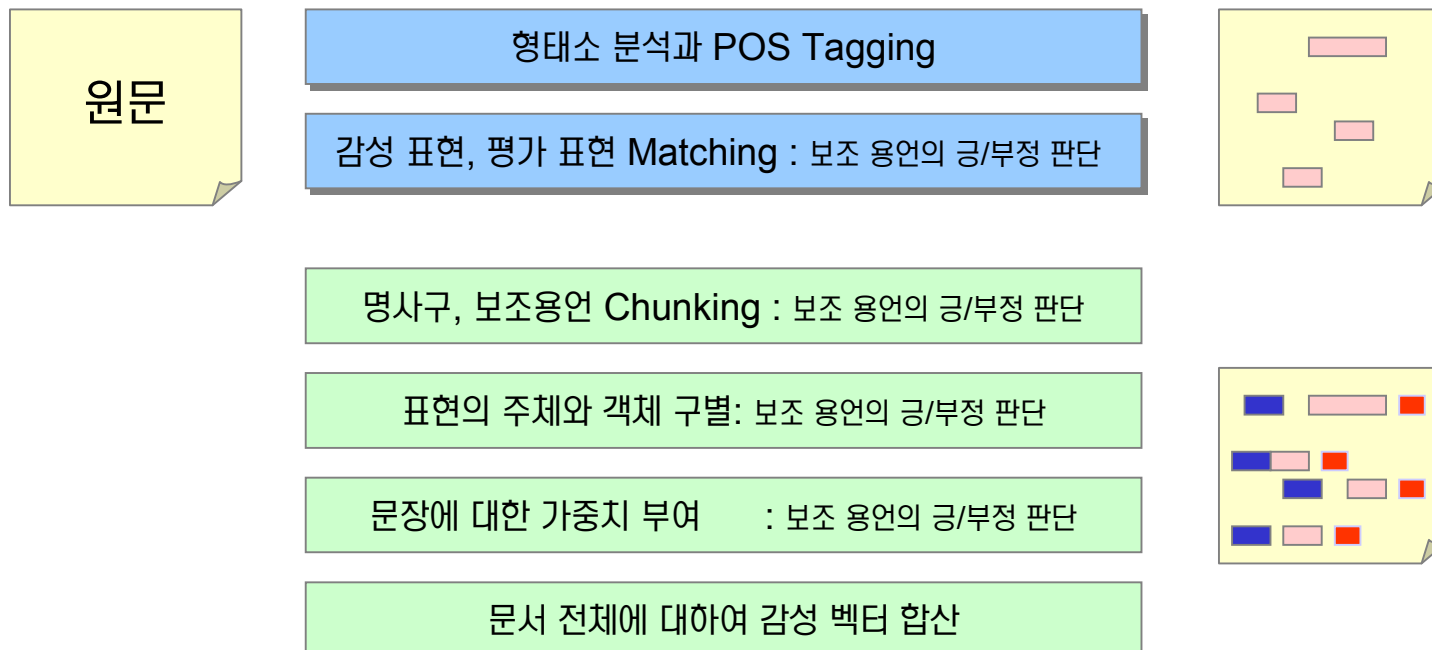 원문
형태소 분석과 POS Tagging
감성 표현, 평가 표현 Matching : 보조 용언의 긍/부정 판단
명사구, 보조용언 Chunking : 보조 용언의 긍/부정 판단
표현의 주체와 객체 구별: 보조 용언의 긍/부정 판단
문장에 대한 가중치 부여 : 보조 용언의 긍/부정 판단
문서 전체에 대하여 감성 벡터 합산